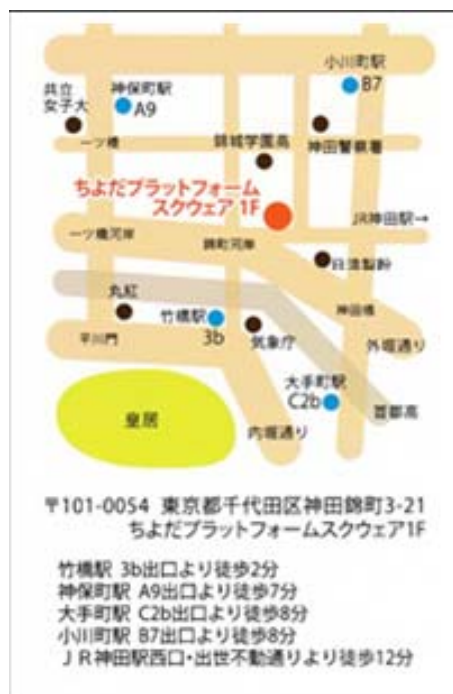 小川町駅
B7
共立
女子大
神保町駅
A9
一ツ橋
錦城学園高
神田警察署
ちよだプラットフォーム
スクウェア 1F
JR神田駅→
一ツ橋河岸
錦町河岸
日清製粉
丸紅
竹橋駅
3b
神田橋
平川門
気象庁
外堀通り
大手町駅
C2b
首都高
皇居
内堀通り
〒101-0054 東京都千代田区神田錦町3-21
ちよだプラットフォームスクウェア1F
竹橋駅 3b出口より徒歩2分
神保町駅 A9出口より徒歩7分
大手町駅 C2b出口より徒歩8分
小川町駅 B7出口より徒歩8分
JR神田駅西口・出世不動通りより徒歩12分